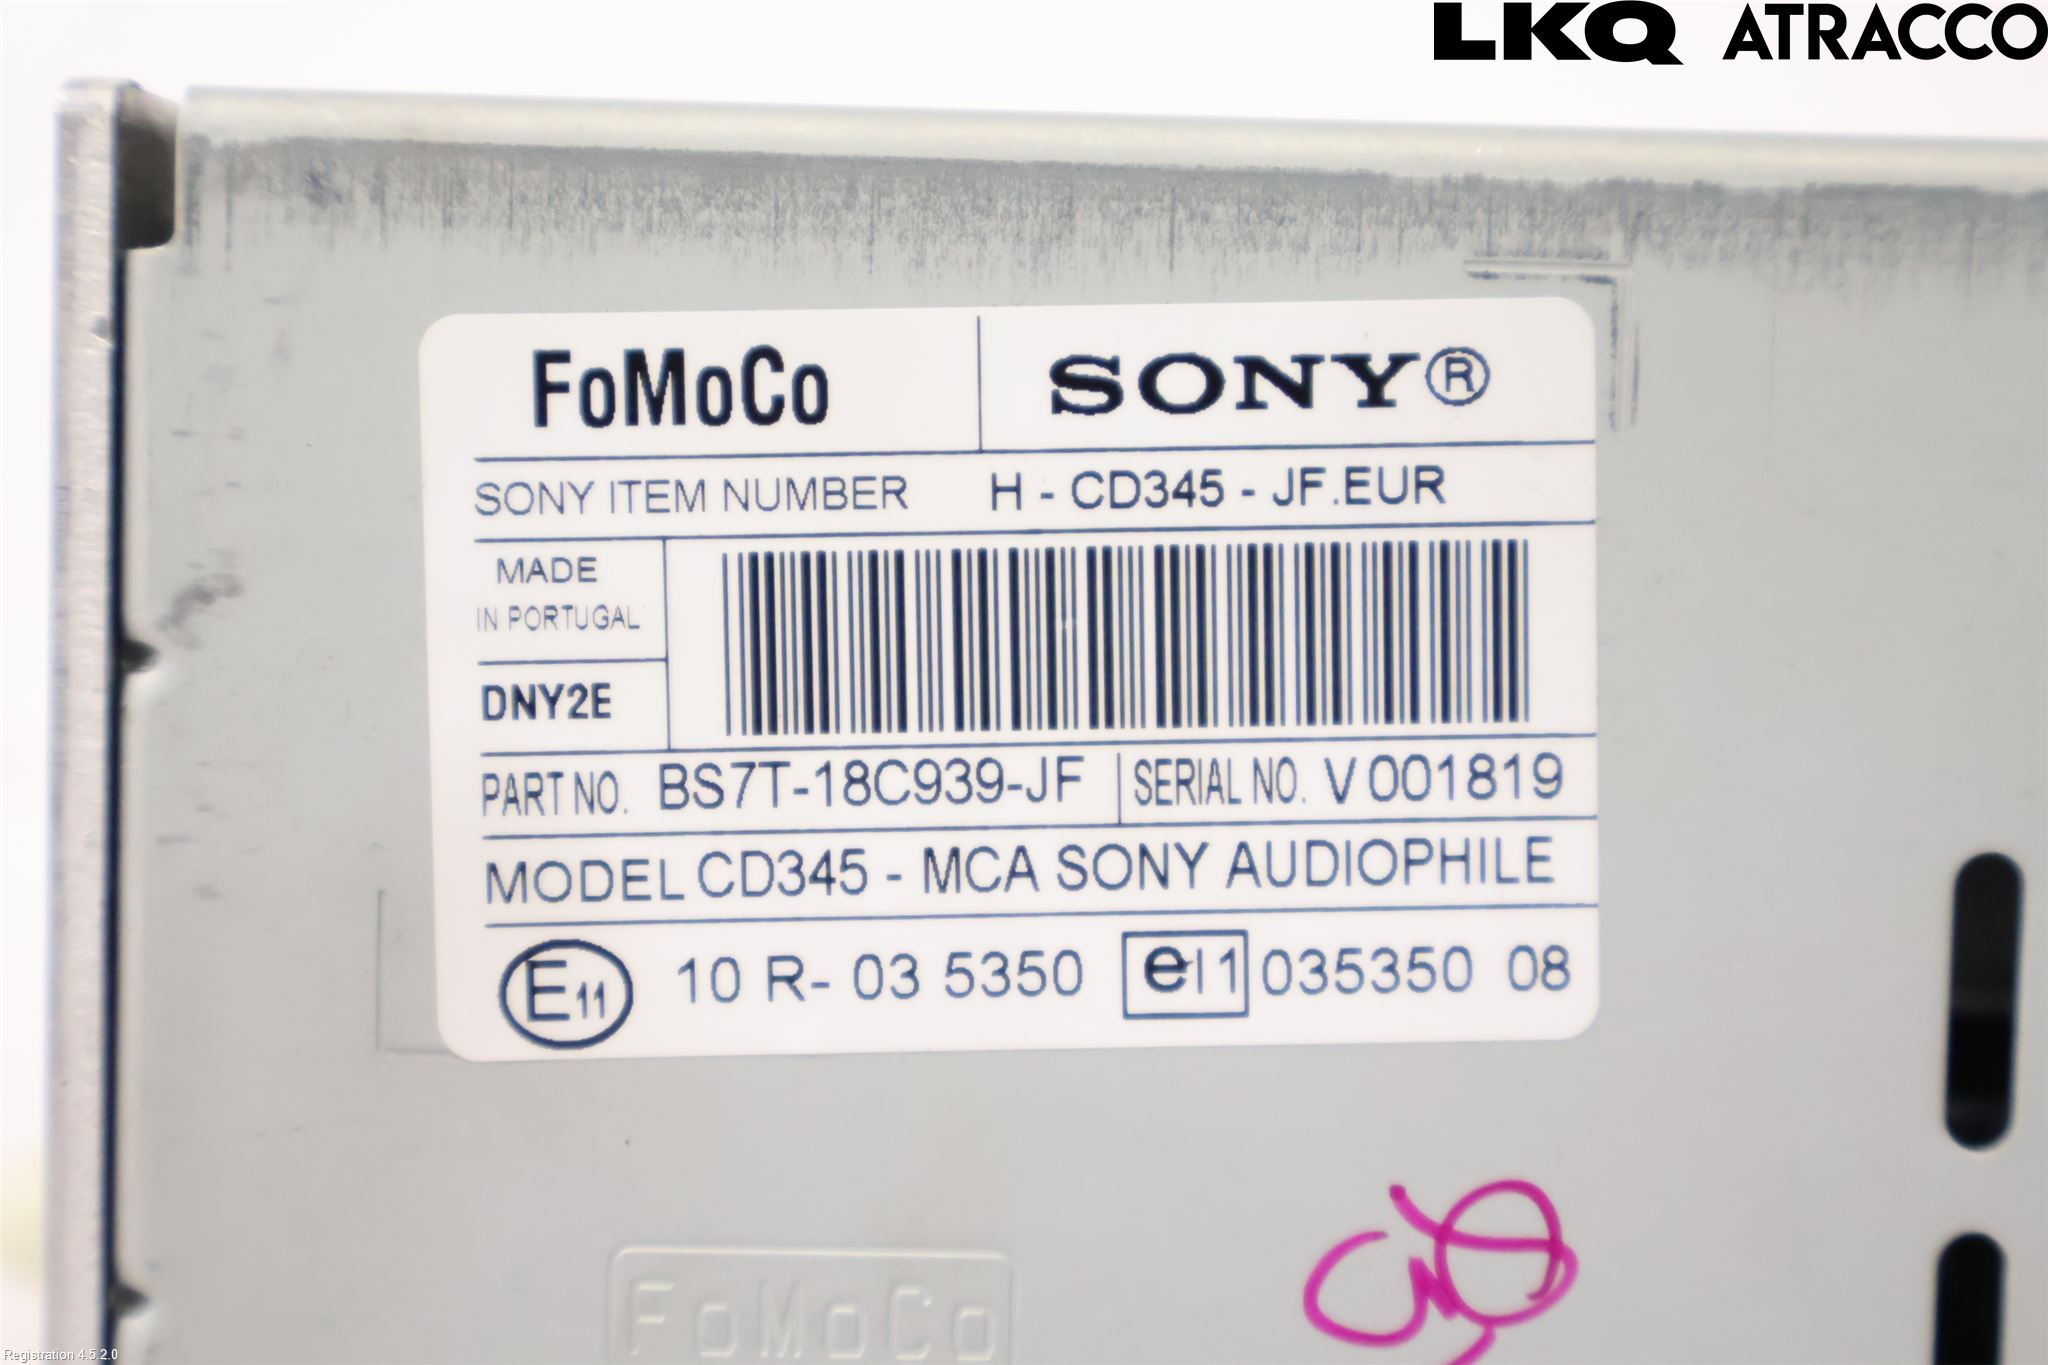 LKQ ATRACCO
FoMoCo
SONY®
SONY ITEM NUMBER H - CD345 - JF.EUR
MADE
IN PORTUGAL
DNY2E
PART NO. BS7T-18C939-JF
SERIAL NO. V001819
MODEL CD345 - MCA SONY AUDIOPHILE
E11 10 R- 03 5350 e11 035350 08
FoMoCo
Registration 4.5.2.0